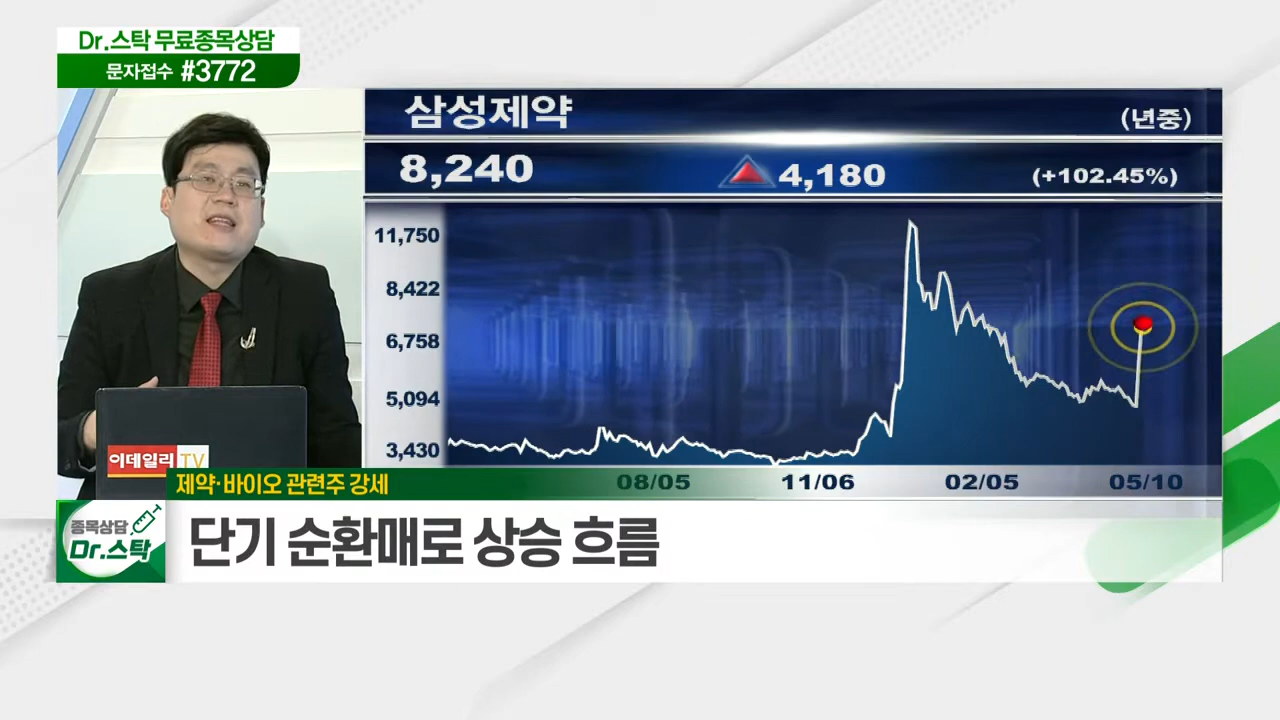 Dr.스탁 무료종목상담
문자접수 #3772
삼성제약
(년중)
8,240
4,180
(+102.45%)
11,750
8,422
6,758
5,094
3,430
08/05
11/06
02/05
05/10
이데일리TV
제약·바이오 관련주 강세
종목상담
Dr.스탁
단기 순환매로 상승 흐름